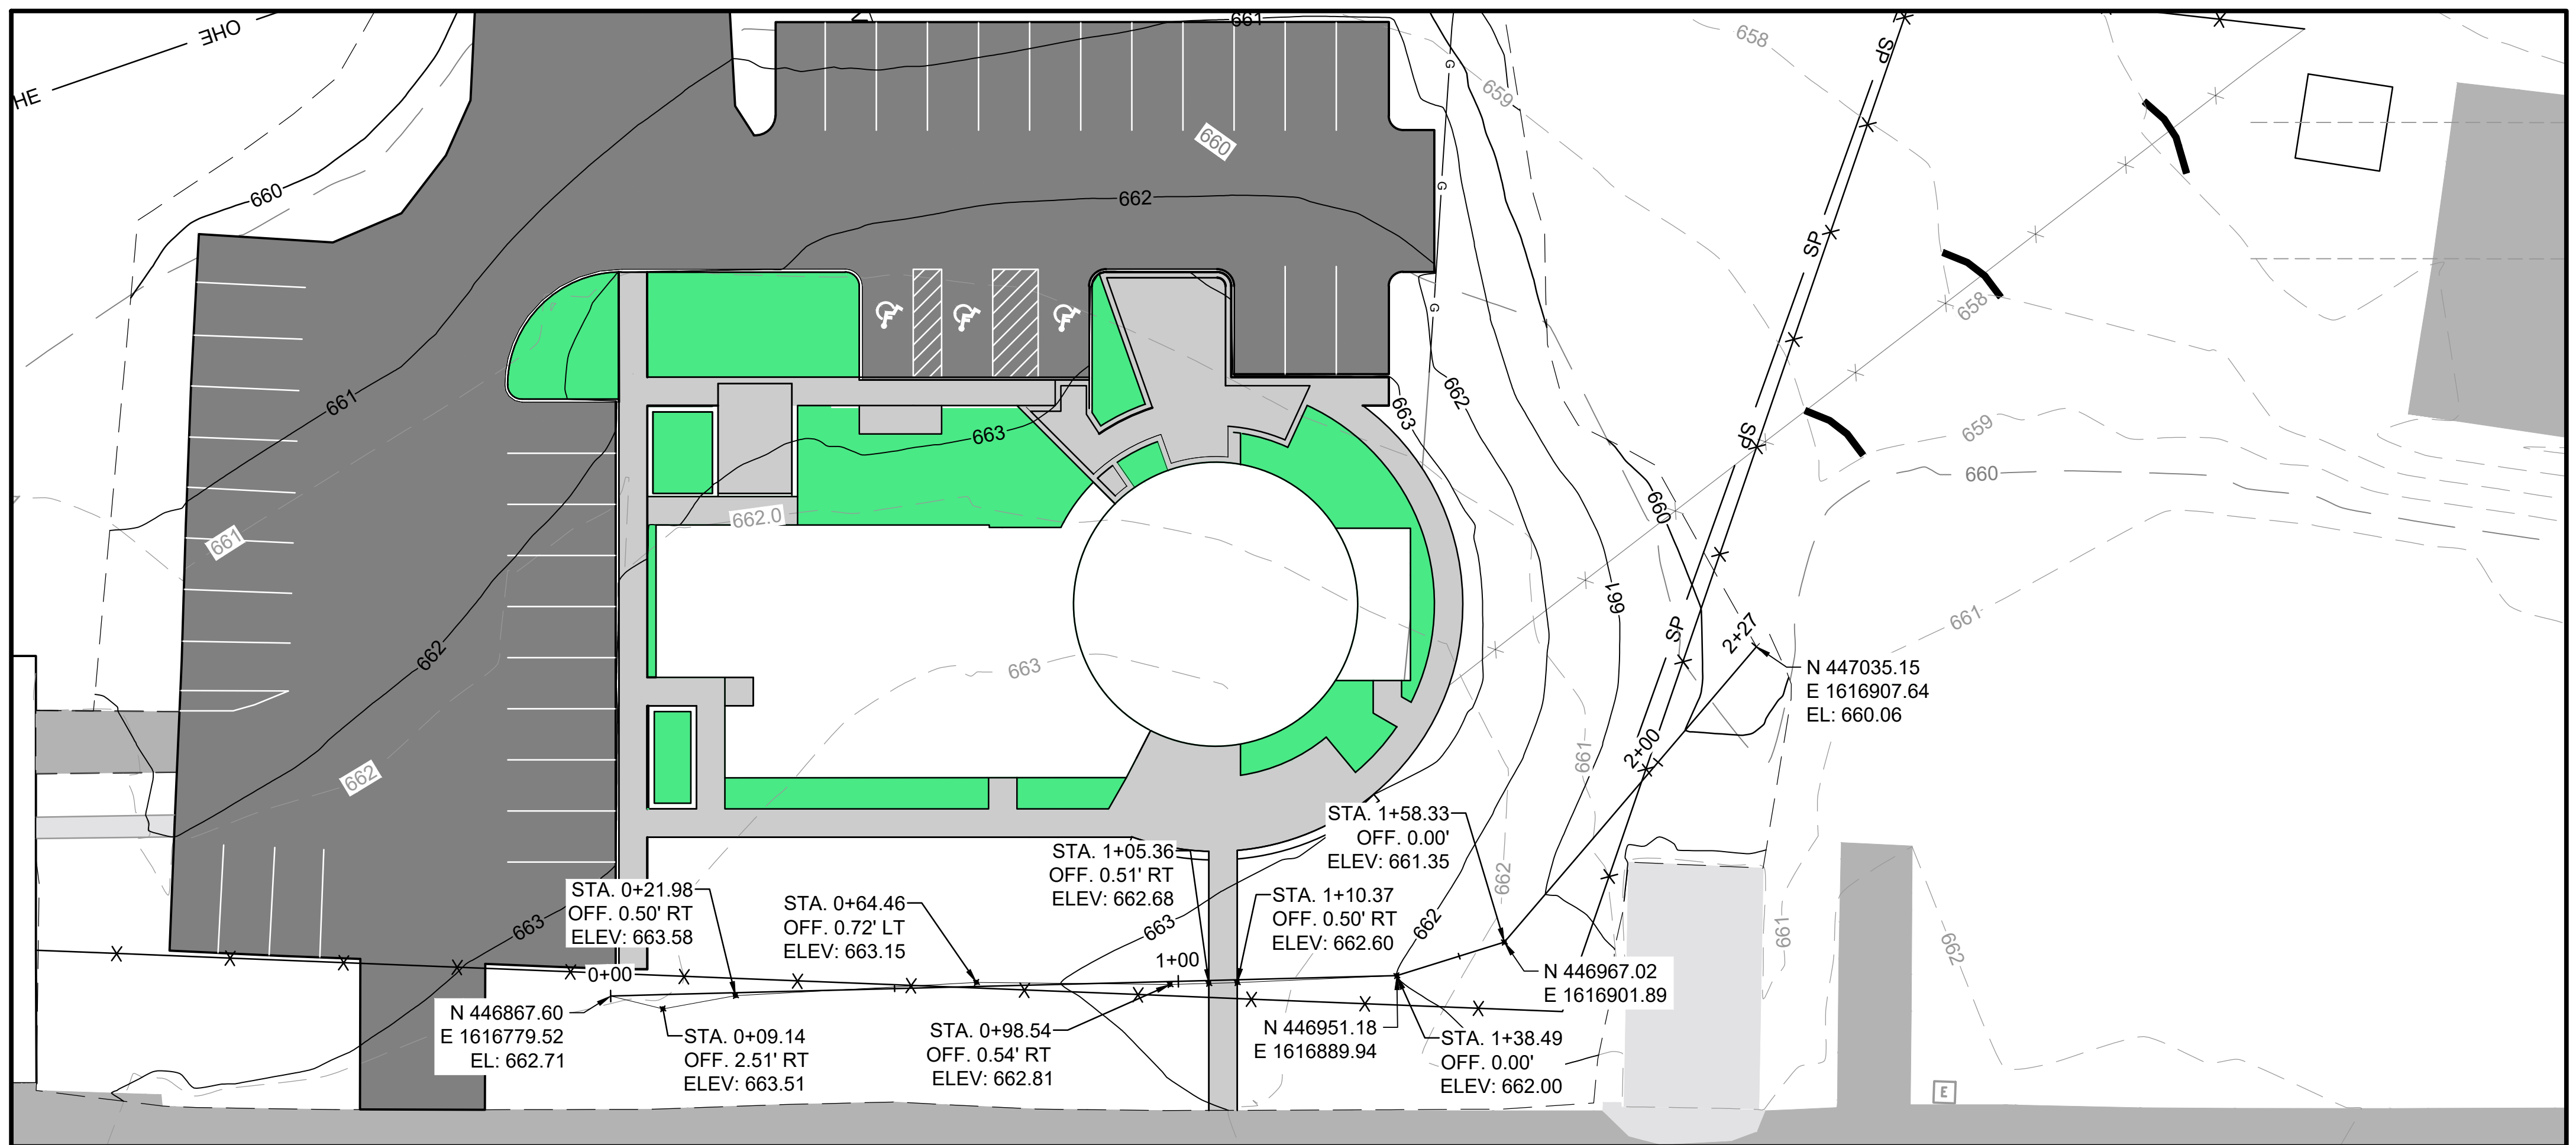 OHE
HE
661
658
SP
659
660
660
662
SP
658
661
662
663
659
663
SP
660
660
662.0
661
661
661
SP
2+27
662
663
N 447035.15
E 1616907.64
EL: 660.06
2+00
661
662
STA. 1+58.33
OFF. 0.00'
ELEV: 661.35
STA. 1+05.36
OFF. 0.51' RT
ELEV: 662.68
662
STA. 0+21.98
OFF. 0.50' RT
ELEV: 663.58
STA. 0+64.46
OFF. 0.72' LT
ELEV: 663.15
STA. 1+10.37
OFF. 0.50' RT
ELEV: 662.60
663
663
662
661
662
0+00
1+00
N 446967.02
E 1616901.89
N 446867.60
E 1616779.52
EL: 662.71
STA. 0+09.14
OFF. 2.51' RT
ELEV: 663.51
STA. 0+98.54
OFF. 0.54' RT
ELEV: 662.81
N 446951.18
E 1616889.94
STA. 1+38.49
OFF. 0.00'
ELEV: 662.00
E
G
G
G